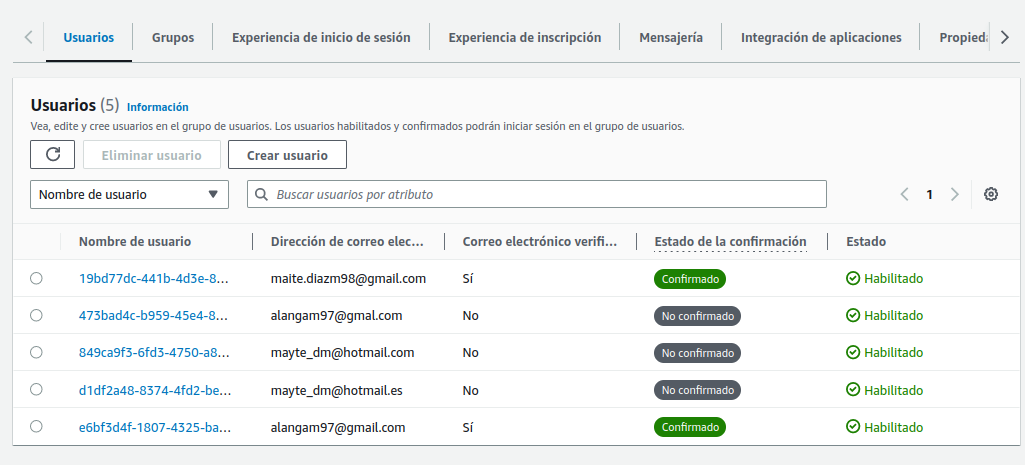 Usuarios Grupos Experiencia de inicio de sesión Experiencia de inscripción Mensajería Integración de aplicaciones Propied
Usuarios (5) Información
Vea, edite y cree usuarios en el grupo de usuarios. Los usuarios habilitados y confirmados podrán iniciar sesión en el grupo de usuarios.
Eliminar usuario Crear usuario
Nombre de usuario Buscar usuarios por atributo 1
Nombre de usuario Dirección de correo elec... Correo electrónico verifi... Estado de la confirmación Estado
19bd77dc-441b-4d3e-8... maite.diazm98@gmail.com Sí Confirmado Habilitado
473bad4c-b959-45e4-8... alangam97@gmal.com No No confirmado Habilitado
849ca9f3-6fd3-4750-a8... mayte_dm@hotmail.com No No confirmado Habilitado
d1df2a48-8374-4fd2-be... mayte_dm@hotmail.es No No confirmado Habilitado
e6bf3d4f-1807-4325-ba... alangam97@gmail.com Sí Confirmado Habilitado